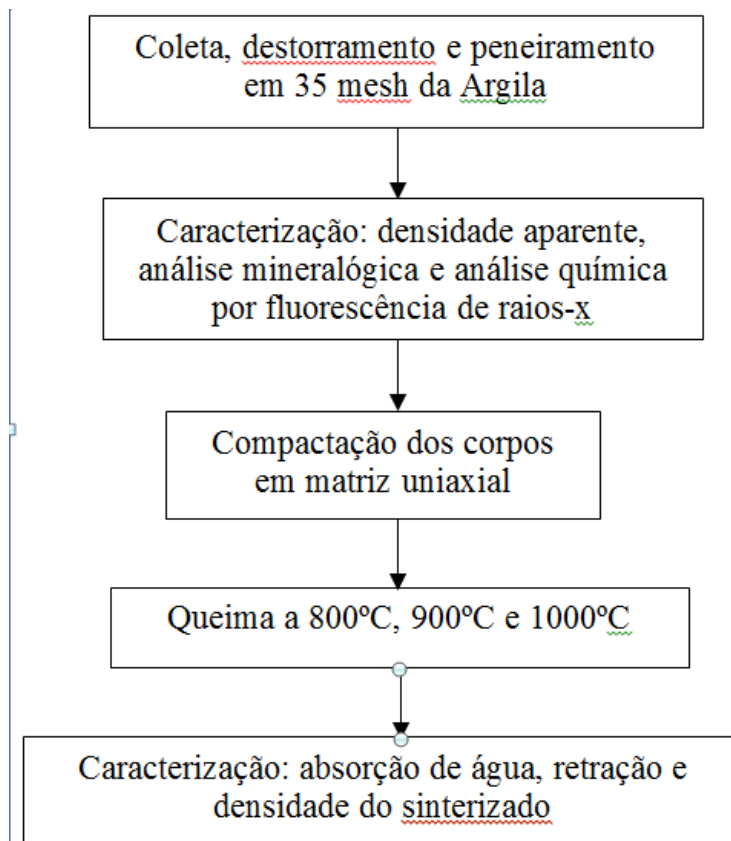 Coleta, destorramento e peneiramento
em 35 mesh da Argila
Caracterização: densidade aparente,
análise mineralógica e análise química
por fluorescência de raios-x
Compactação dos corpos
em matriz uniaxial
Queima a 800ºC, 900ºC e 1000ºC
Caracterização: absorção de água, retração e
densidade do sinterizado